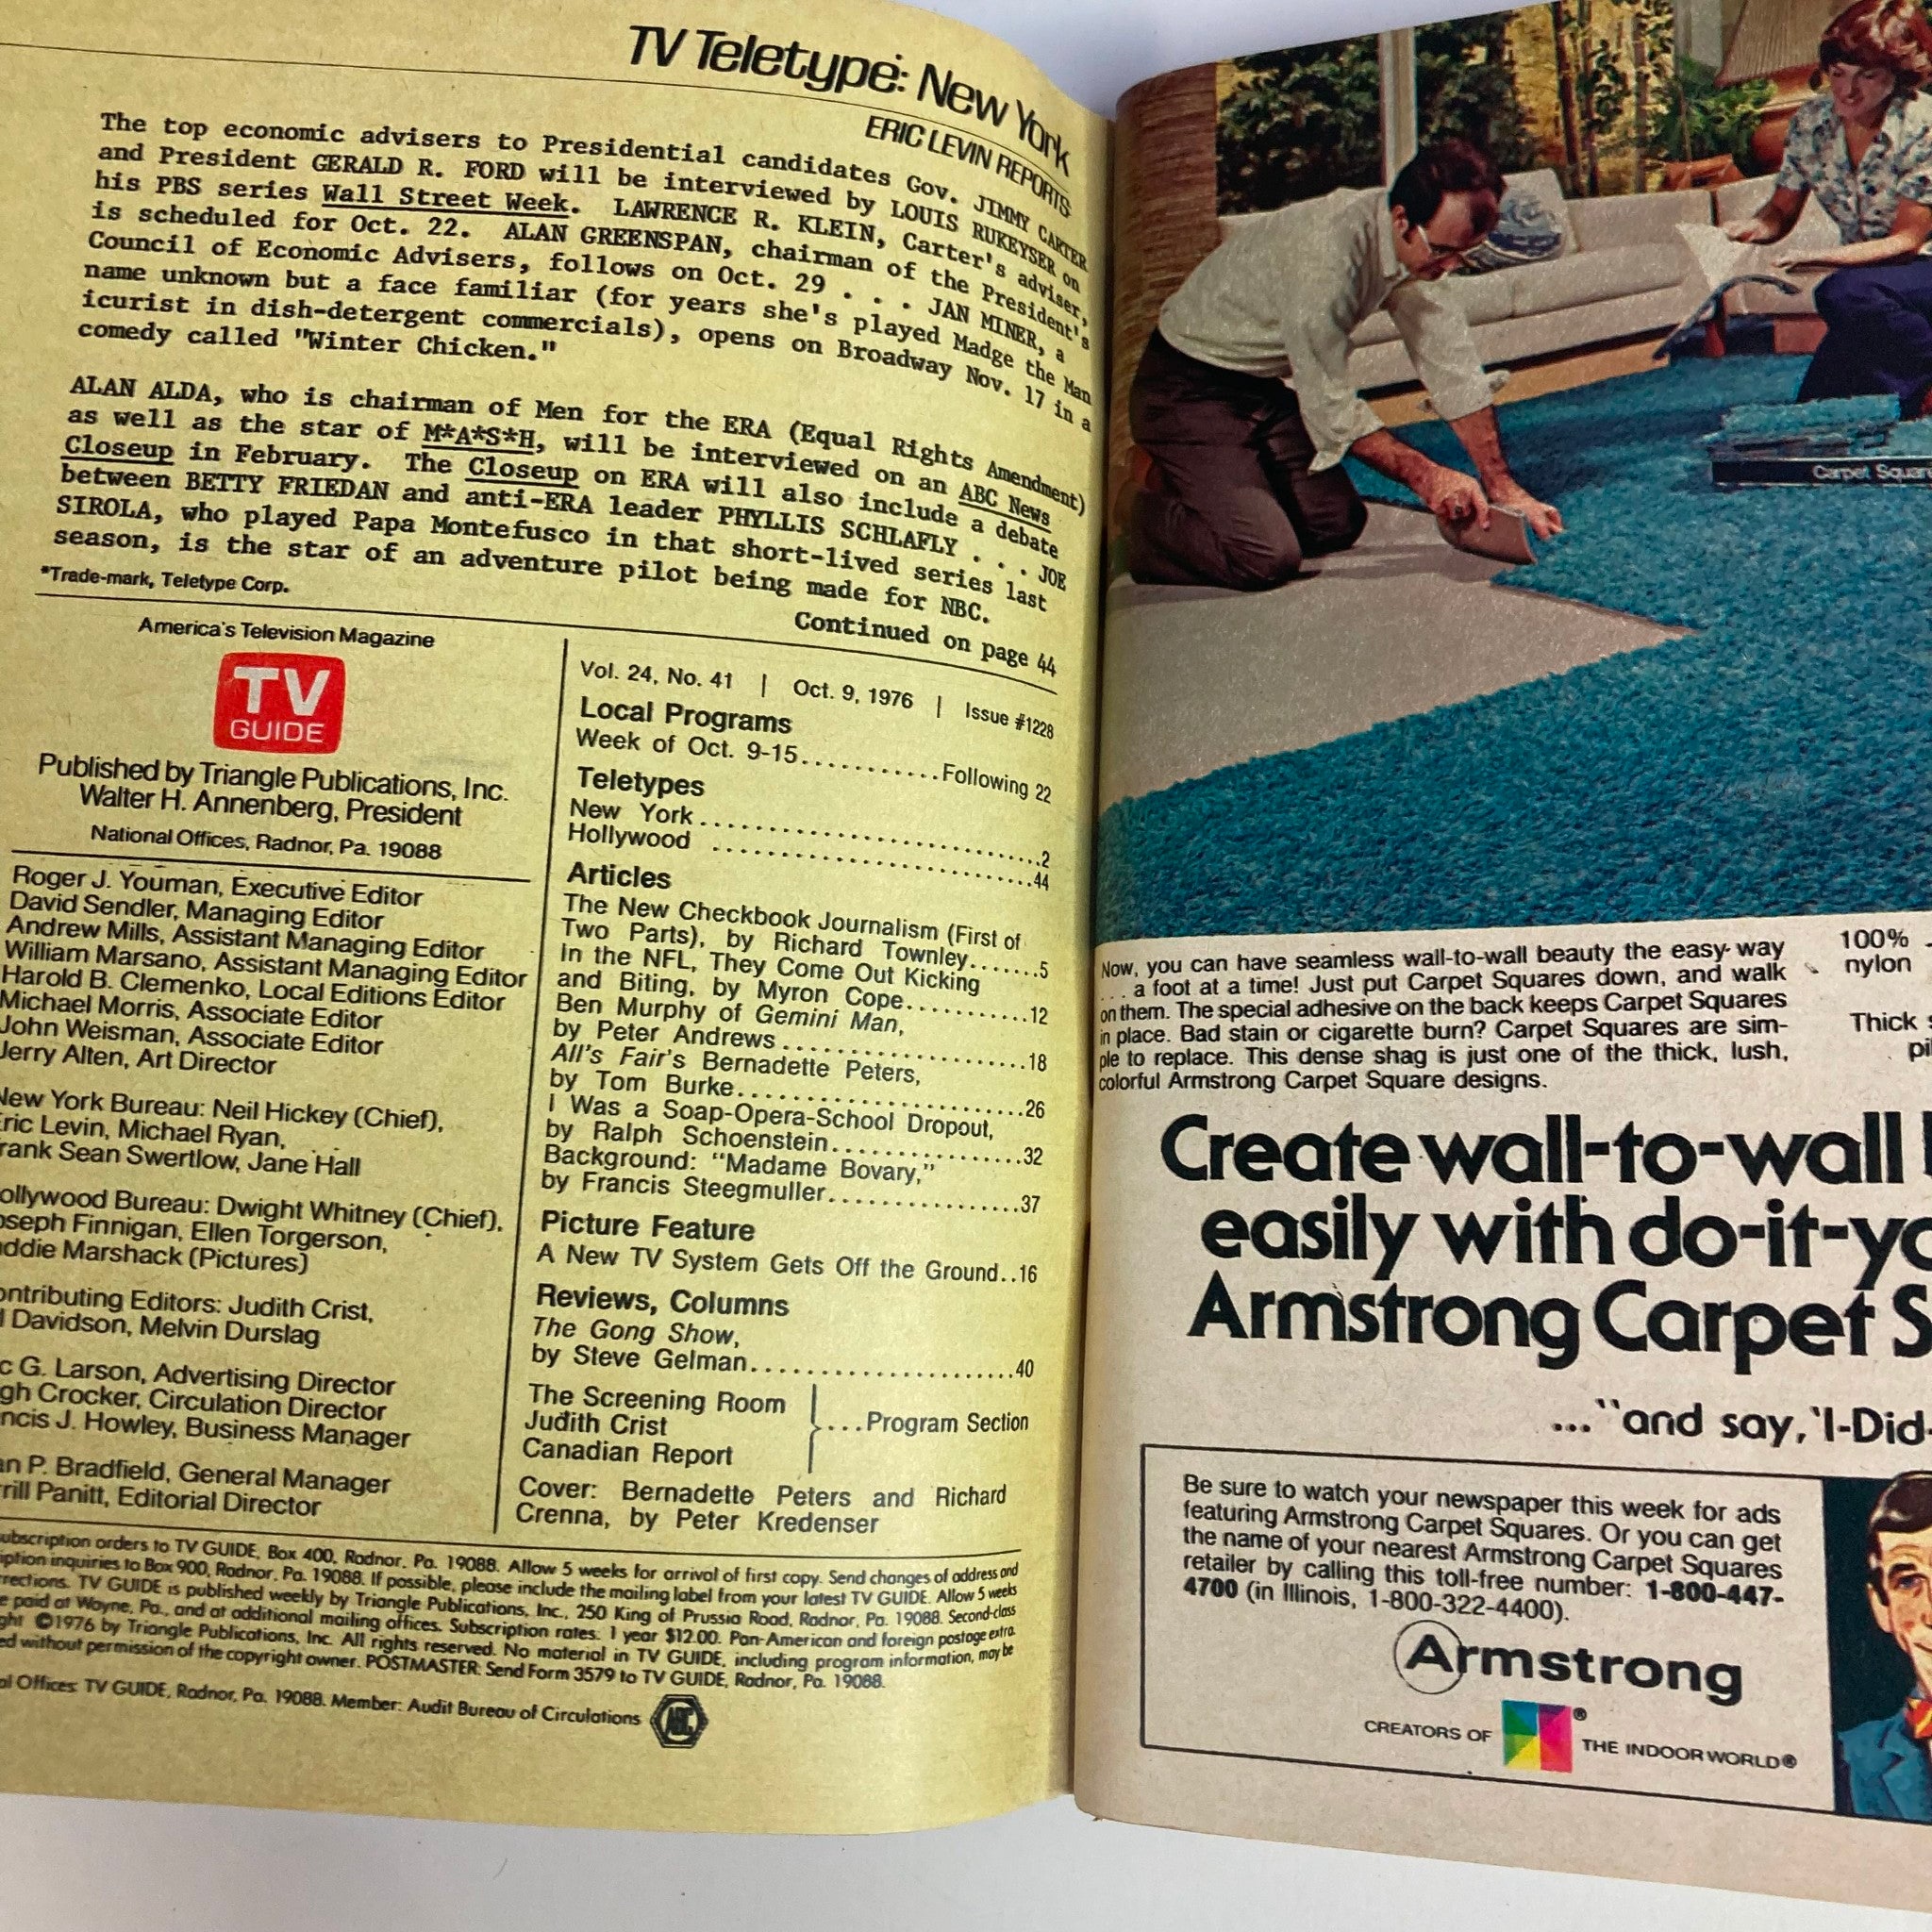 TV Teletype: New York
ERIC LEVIN REPORTS
The top economic advisers to Presidential candidates Gov. JIMMY CARTER
and President GERALD R. FORD will be interviewed by LOUIS RUKEYSER on
his PBS series Wall Street Week. LAWRENCE R. KLEIN, Carter's adviser,
is scheduled for Oct. 22. ALAN GREENSPAN, chairman of the President's
Council of Economic Advisers, follows on Oct. 29 . . . JAN MINER, a
name unknown but a face familiar (for years she's played Madge the Man
icurist in dish-detergent commercials), opens on Broadway Nov. 17 in a
comedy called "Winter Chicken."
ALAN ALDA, who is chairman of Men for the ERA (Equal Rights Amendment)
as well as the star of M*A*S*H, will be interviewed on an ABC News
Closeup in February. The Closeup on ERA will also include a debate
between BETTY FRIEDAN and anti-ERA leader PHYLLIS SCHLAFLY . . . JOE
SIROLA, who played Papa Montefusco in that short-lived series last
season, is the star of an adventure pilot being made for NBC.
*Trade-mark, Teletype Corp.
Continued on page 44
America's Television Magazine
TV
GUIDE
Published by Triangle Publications, Inc.
Walter H. Annenberg, President
National Offices, Radnor, Pa. 19088
Roger J. Youman, Executive Editor
David Sendler, Managing Editor
Andrew Mills, Assistant Managing Editor
William Marsano, Assistant Managing Editor
Harold B. Clemenko, Local Editions Editor
Michael Morris, Associate Editor
John Weisman, Associate Editor
Jerry Alten, Art Director
New York Bureau: Neil Hickey (Chief),
Eric Levin, Michael Ryan,
rank Sean Swertlow, Jane Hall
ollywood Bureau: Dwight Whitney (Chief),
oseph Finnigan, Ellen Torgerson,
ddie Marshack (Pictures)
ontributing Editors: Judith Crist,
l Davidson, Melvin Durslag
c G. Larson, Advertising Director
gh Crocker, Circulation Director
ncis J. Howley, Business Manager
an P. Bradfield, General Manager
rrill Panitt, Editorial Director
Vol. 24, No. 41 | Oct. 9, 1976 | Issue #1228
Local Programs
Week of Oct. 9-15...........Following 22
Teletypes
New York...............................2
Hollywood .............................44
Articles
The New Checkbook Journalism (First of
Two Parts), by Richard Townley.......5
In the NFL, They Come Out Kicking
and Biting, by Myron Cope............12
Ben Murphy of Gemini Man,
by Peter Andrews.....................18
All's Fair's Bernadette Peters,
by Tom Burke.........................26
I Was a Soap-Opera-School Dropout,
by Ralph Schoenstein.................32
Background: "Madame Bovary,"
by Francis Steegmuller...............37
Picture Feature
A New TV System Gets Off the Ground..16
Reviews, Columns
The Gong Show,
by Steve Gelman......................40
The Screening Room
Judith Crist ....Program Section
Canadian Report
Cover: Bernadette Peters and Richard
Crenna, by Peter Kredenser
ubscription orders to TV GUIDE, Box 400, Radnor, Pa. 19088. Allow 5 weeks for arrival of first copy. Send changes of address and
iption inquiries to Box 900, Radnor, Pa. 19088. If possible, please include the mailing label from your latest TV GUIDE. Allow 5 weeks
rrections. TV GUIDE is published weekly by Triangle Publications, Inc., 250 King of Prussia Road, Radnor, Pa. 19088. Second-class
e paid at Wayne, Pa., and at additional mailing offices. Subscription rates: 1 year $12.00. Pan-American and foreign postage extra.
ght ©1976 by Triangle Publications, Inc. All rights reserved. No material in TV GUIDE, including program information, may be
ed without permission of the copyright owner. POSTMASTER: Send Form 3579 to TV GUIDE, Radnor, Pa. 19088.
al Offices: TV GUIDE, Radnor, Pa. 19088. Member: Audit Bureau of Circulations ABC
Carpet Square
Now, you can have seamless wall-to-wall beauty the easy way
... a foot at a time! Just put Carpet Squares down, and walk
on them. The special adhesive on the back keeps Carpet Squares
in place. Bad stain or cigarette burn? Carpet Squares are sim-
ple to replace. This dense shag is just one of the thick, lush,
colorful Armstrong Carpet Square designs.
100%
nylon
Thick s
pil
Create wall-to-wall
easily with do-it-yo
Armstrong Carpet S
..."and say, 'I-Did-
Be sure to watch your newspaper this week for ads
featuring Armstrong Carpet Squares. Or you can get
the name of your nearest Armstrong Carpet Squares
retailer by calling this toll-free number: 1-800-447-
4700 (in Illinois, 1-800-322-4400).
Armstrong
CREATORS OF ® THE INDOOR WORLD®